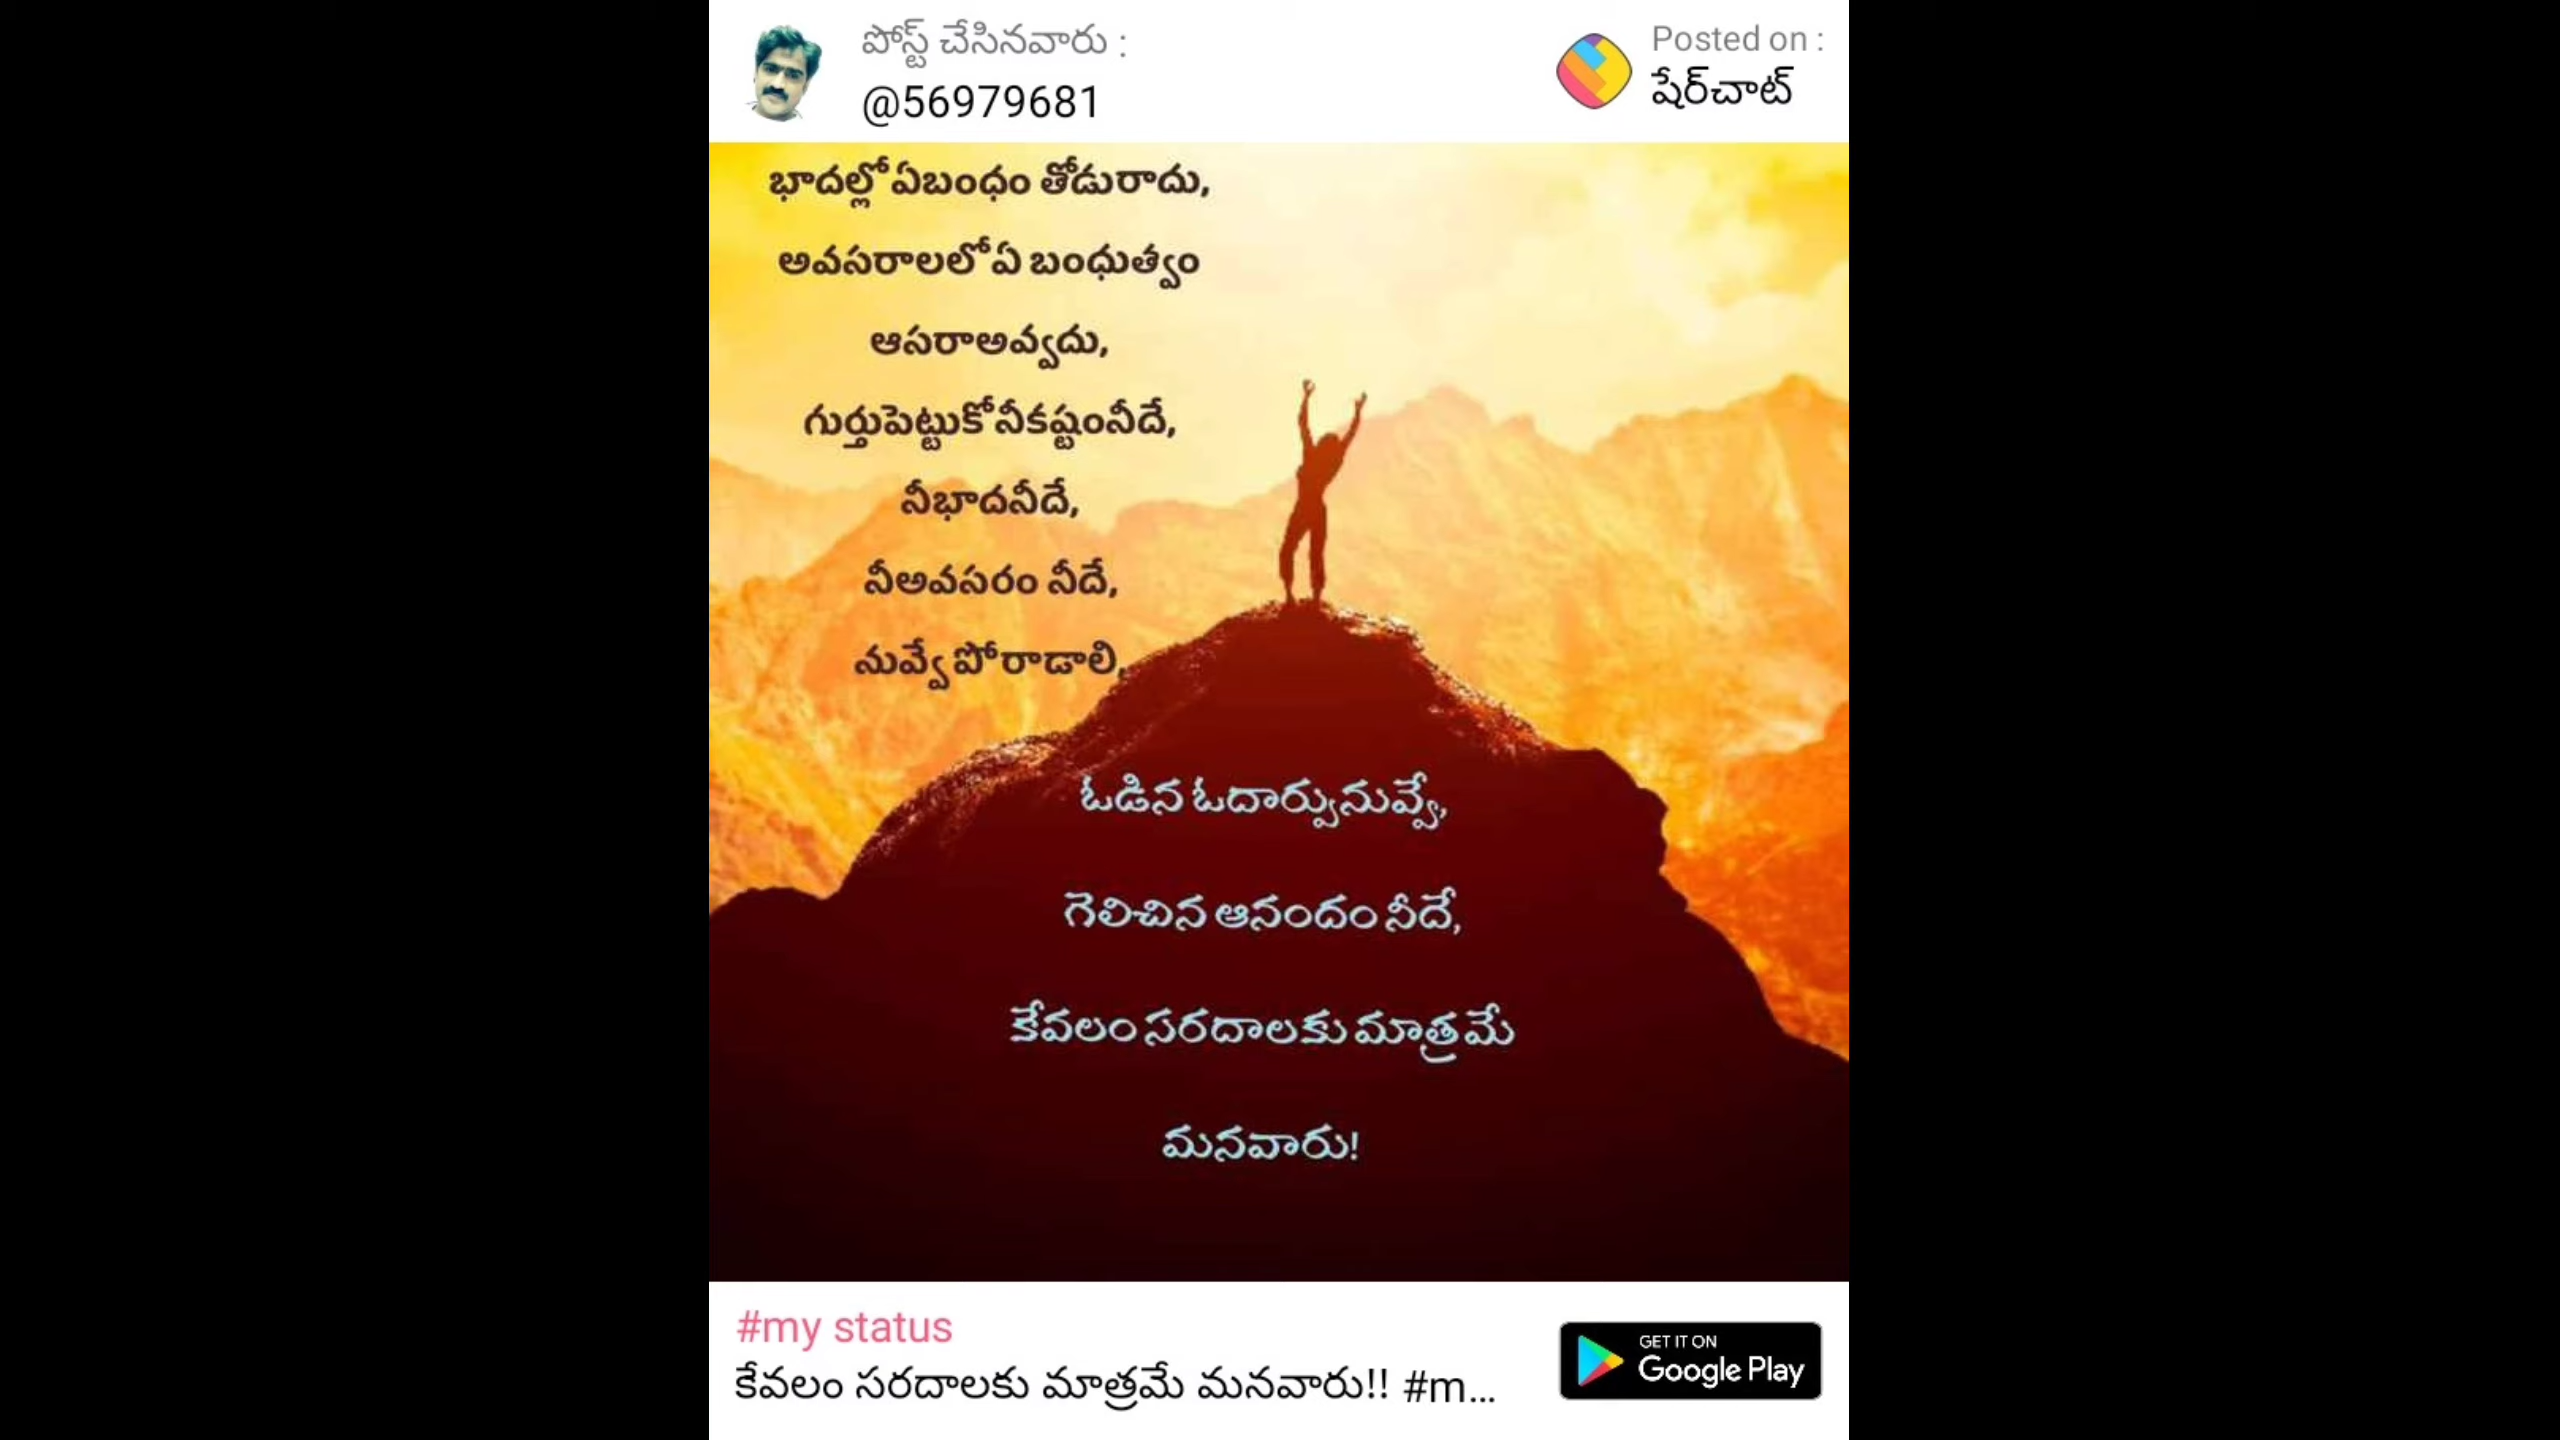 పోస్ట్ చేసినవారు :
@56979681
Posted on :
షేర్‌చాట్
భాదల్లో ఏబంధం తోడురాదు,
అవసరాలలో ఏ బంధుత్వం
ఆసరాఅవ్వదు,
గుర్తుపెట్టుకో నీకష్టంనీదే,
నీభాదనీదే,
నీఅవసరం నీదే,
నువ్వే పోరాడాలి,
ఓడిన ఓదార్పునువ్వే,
గెలిచిన ఆనందం నీదే,
కేవలం సరదాలకు మాత్రమే
మనవారు!
#my status
కేవలం సరదాలకు మాత్రమే మనవారు!! #m...
GET IT ON
Google Play